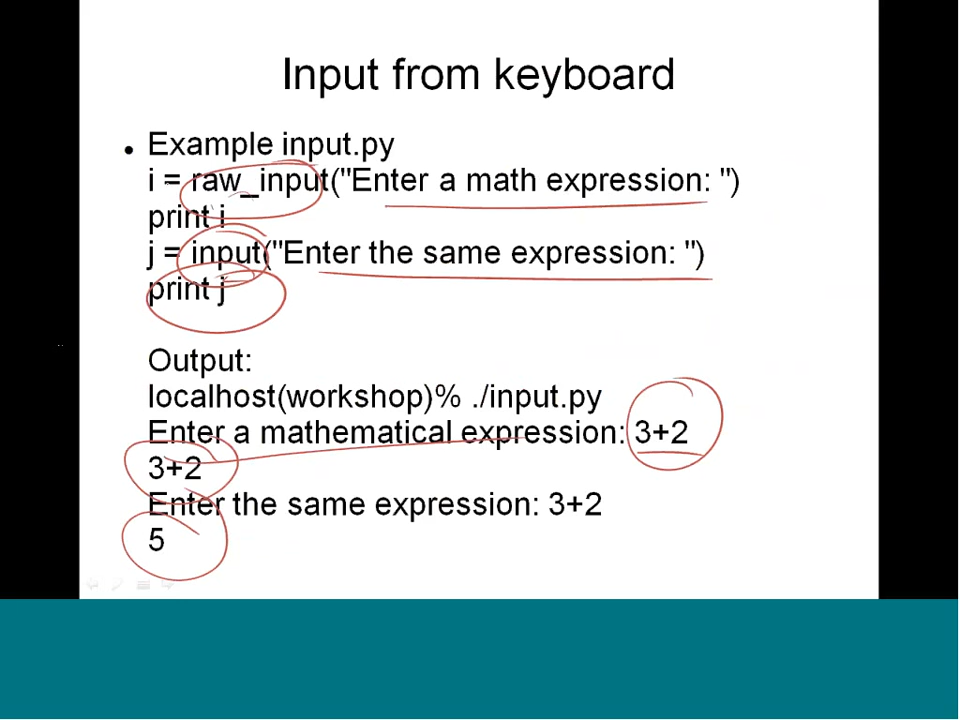 Input from keyboard
• Example input.py
i = raw_input("Enter a math expression: ")
print i
j = input("Enter the same expression: ")
print j
Output:
localhost(workshop)% ./input.py
Enter a mathematical expression: 3+2
3+2
Enter the same expression: 3+2
5